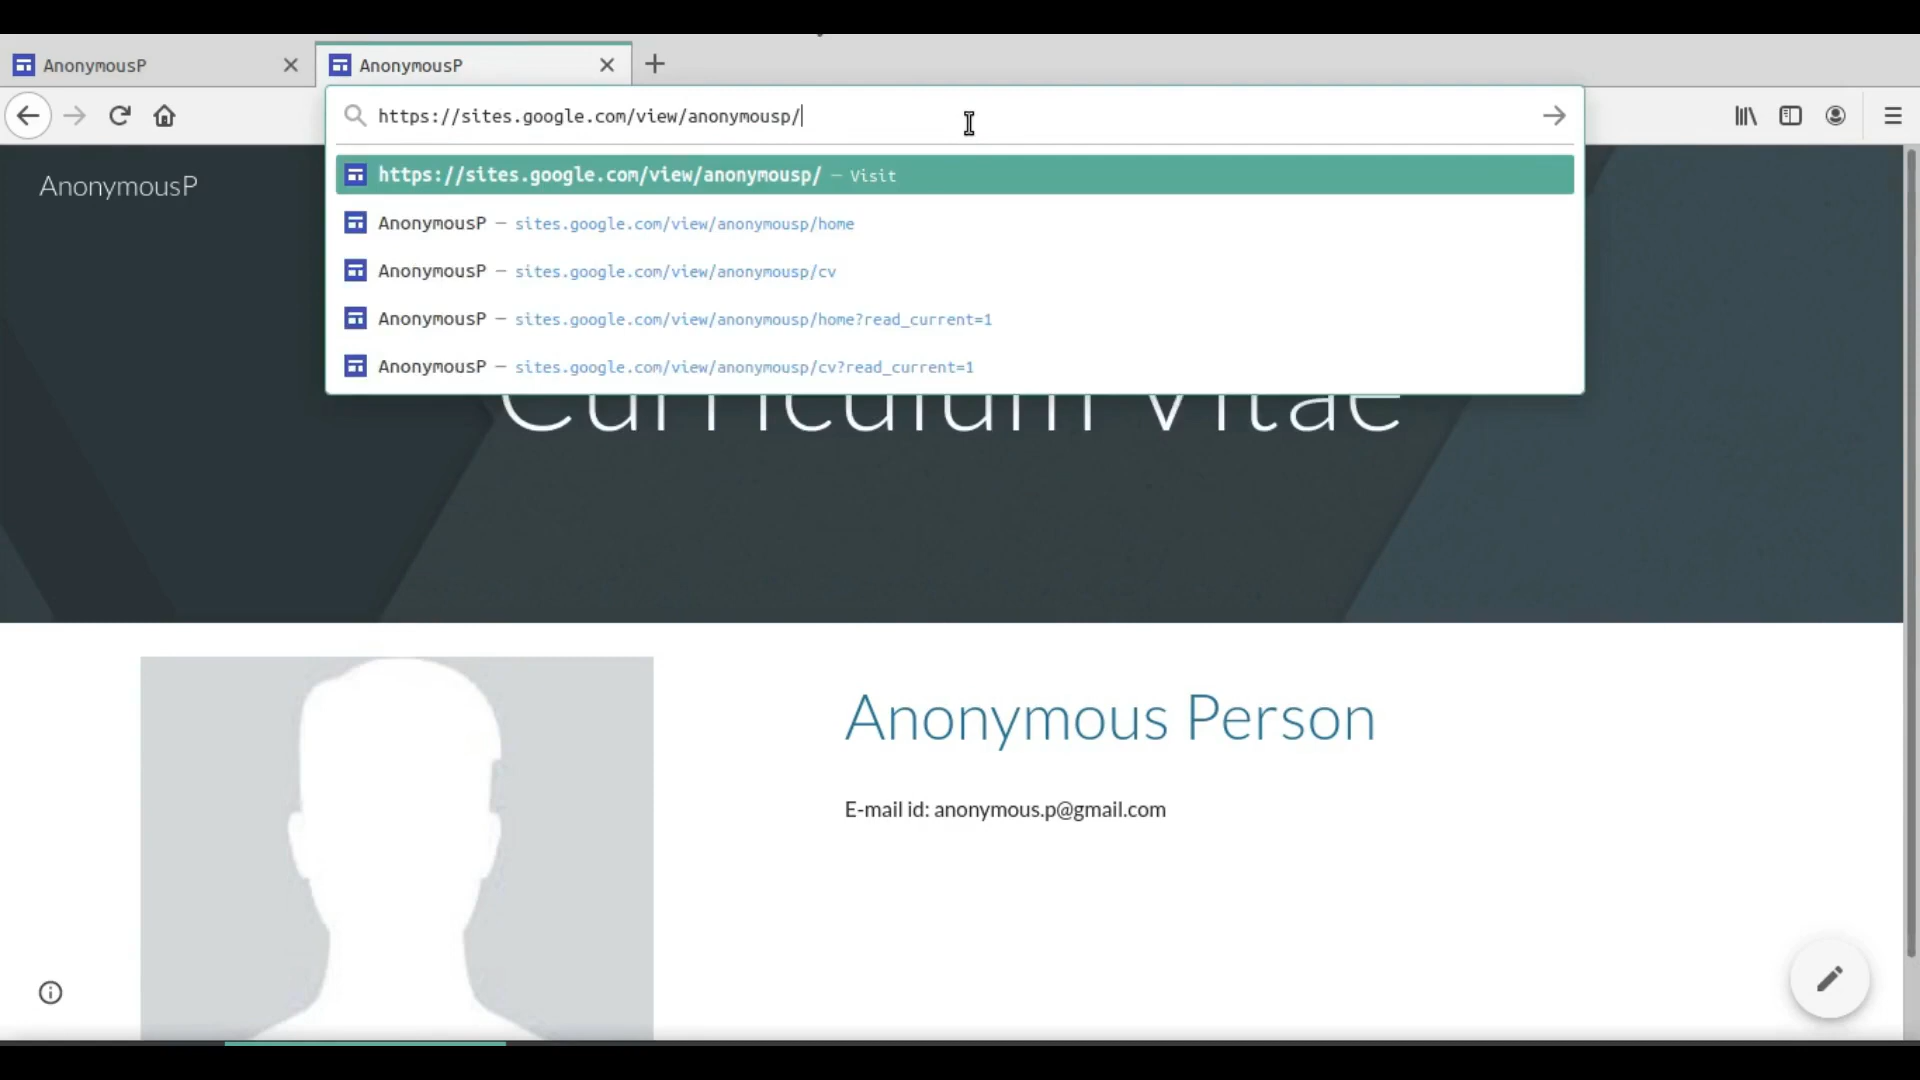 AnonymousP
AnonymousP
https://sites.google.com/view/anonymousp/
https://sites.google.com/view/anonymousp/ — Visit
AnonymousP
AnonymousP — sites.google.com/view/anonymousp/home
AnonymousP — sites.google.com/view/anonymousp/cv
AnonymousP — sites.google.com/view/anonymousp/home?read_current=1
AnonymousP — sites.google.com/view/anonymousp/cv?read_current=1
Curriculum Vitae
Anonymous Person
E-mail id: anonymous.p@gmail.com